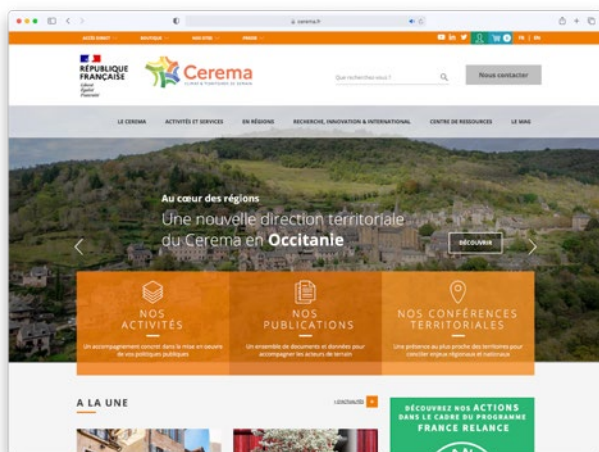 cerema.fr
ACCÈS DIRECT
BOUTIQUE
NOS SITES
PRESSE
FR | EN
RÉPUBLIQUE
FRANÇAISE
Liberté
Égalité
Fraternité
Cerema
CLIMAT & TERRITOIRES DE DEMAIN
Que recherchez-vous ?
Nous contacter
LE CEREMA
ACTIVITÉS ET SERVICES
EN RÉGIONS
RECHERCHE, INNOVATION & INTERNATIONAL
CENTRE DE RESSOURCES
LE MAG
Au cœur des régions
Une nouvelle direction territoriale
du Cerema en Occitanie
DÉCOUVRIR
NOS
ACTIVITÉS
Un accompagnement concret dans la mise en oeuvre
de vos politiques publiques
NOS
PUBLICATIONS
Un ensemble de documents et données pour
accompagner les acteurs de terrain
NOS CONFÉRENCES
TERRITORIALES
Une présence au plus proche des territoires pour
concilier enjeux régionaux et nationaux
A LA UNE
+ D'ACTUALITÉS
DÉCOUVREZ NOS ACTIONS
DANS LE CADRE DU PROGRAMME
FRANCE RELANCE